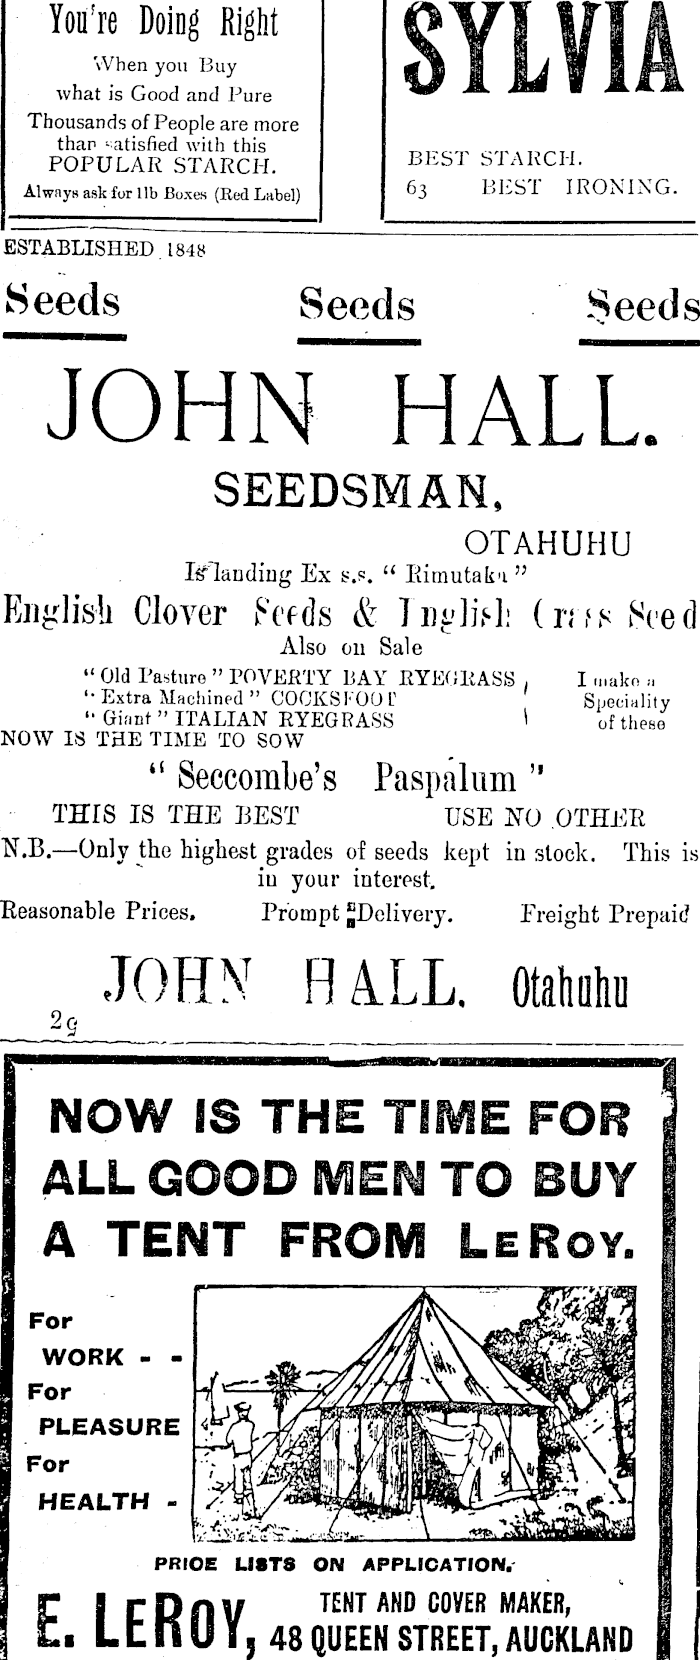 You're Doing Right
When you Buy
what is Good and Pure
Thousands of People are more
than satisfied with this
POPULAR STARCH.
Always ask for 1lb Boxes (Red Label)
SYLVIA
BEST STARCH.
63 BEST IRONING.
ESTABLISHED 1848
Seeds Seeds Seeds
JOHN HALL.
SEEDSMAN,
OTAHUHU
Is landing Ex s.s. "Rimutaka"
English Clover Seeds & English Grass Seed
Also on Sale
"Old Pasture" POVERTY BAY RYEGRASS
"Extra Machined" COCKSFOOT
"Giant" ITALIAN RYEGRASS
I make a
Speciality
of these
NOW IS THE TIME TO SOW
"Seccombe's Paspalum"
THIS IS THE BEST USE NO OTHER
N.B.—Only the highest grades of seeds kept in stock. This is
in your interest.
Reasonable Prices. Prompt Delivery. Freight Prepaid
JOHN HALL. Otahuhu
2g
NOW IS THE TIME FOR
ALL GOOD MEN TO BUY
A TENT FROM LEROY.
For
WORK - -
For
PLEASURE
For
HEALTH -
PRICE LISTS ON APPLICATION.
E. LEROY,
TENT AND COVER MAKER,
48 QUEEN STREET, AUCKLAND